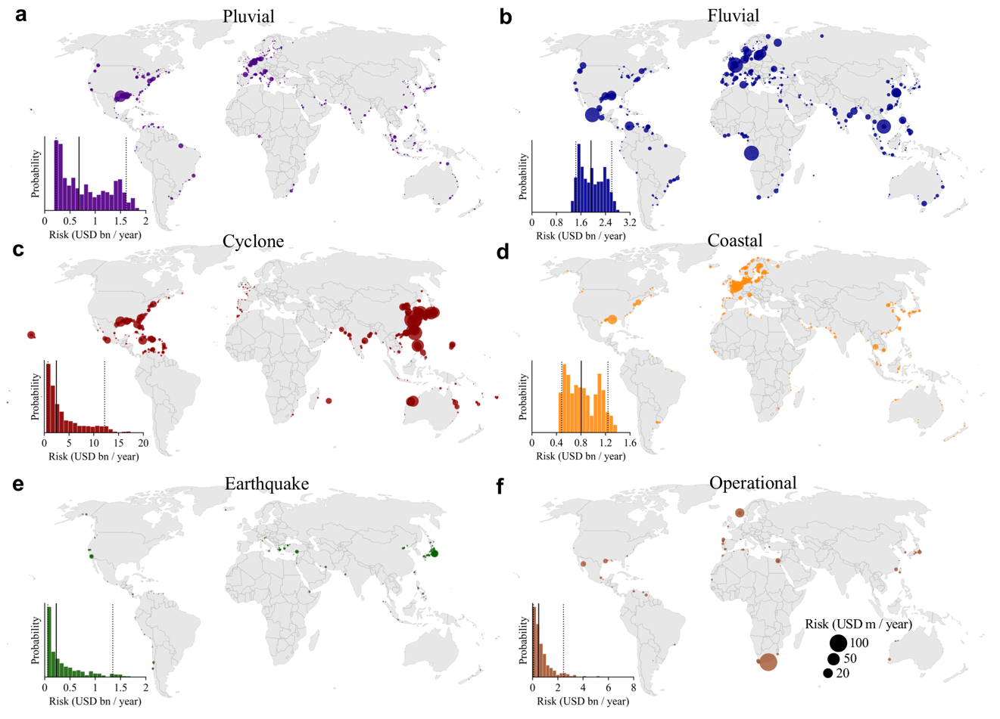 a
Pluvial
Probability
0 0.5 1 1.5 2
Risk (USD bn / year)
b
Fluvial
Probability
0 0.8 1.6 2.4 3.2
Risk (USD bn / year)
c
Cyclone
Probability
0 5 10 15 20
Risk (USD bn / year)
d
Coastal
Probability
0 0.4 0.8 1.2 1.6
Risk (USD bn / year)
e
Earthquake
Probability
0 0.5 1 1.5 2
Risk (USD bn / year)
f
Operational
Probability
0 2 4 6 8
Risk (USD bn / year)
Risk (USD m / year)
100
50
20